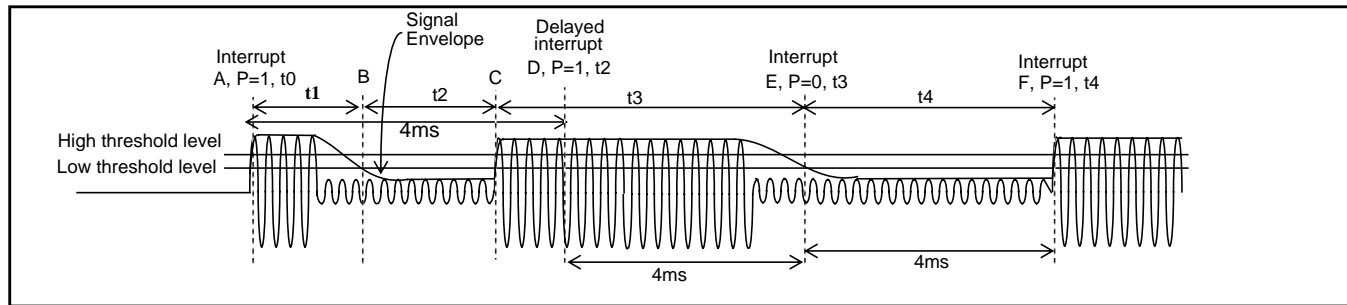 Signal
Envelope
Delayed
interrupt
D, P=1, t2
Interrupt
A, P=1, t0
B
C
Interrupt
E, P=0, t3
Interrupt
F, P=1, t4
t1
t2
t3
t4
4ms
High threshold level
Low threshold level
4ms
4ms